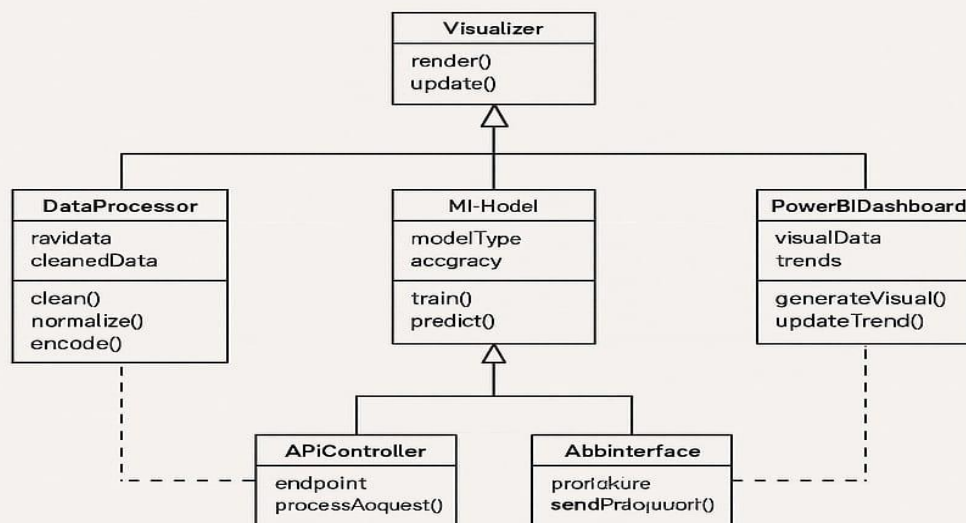 Visualizer
render()
update()
DataProcessor
ravidata
cleanedData
clean()
normalize()
encode()
MI-Hodel
modelType
accgracy
train()
predict()
PowerBIDashboard
visualData
trends
generateVisual()
updateTrend()
APiController
endpoint
processAoquest()
Abbinterface